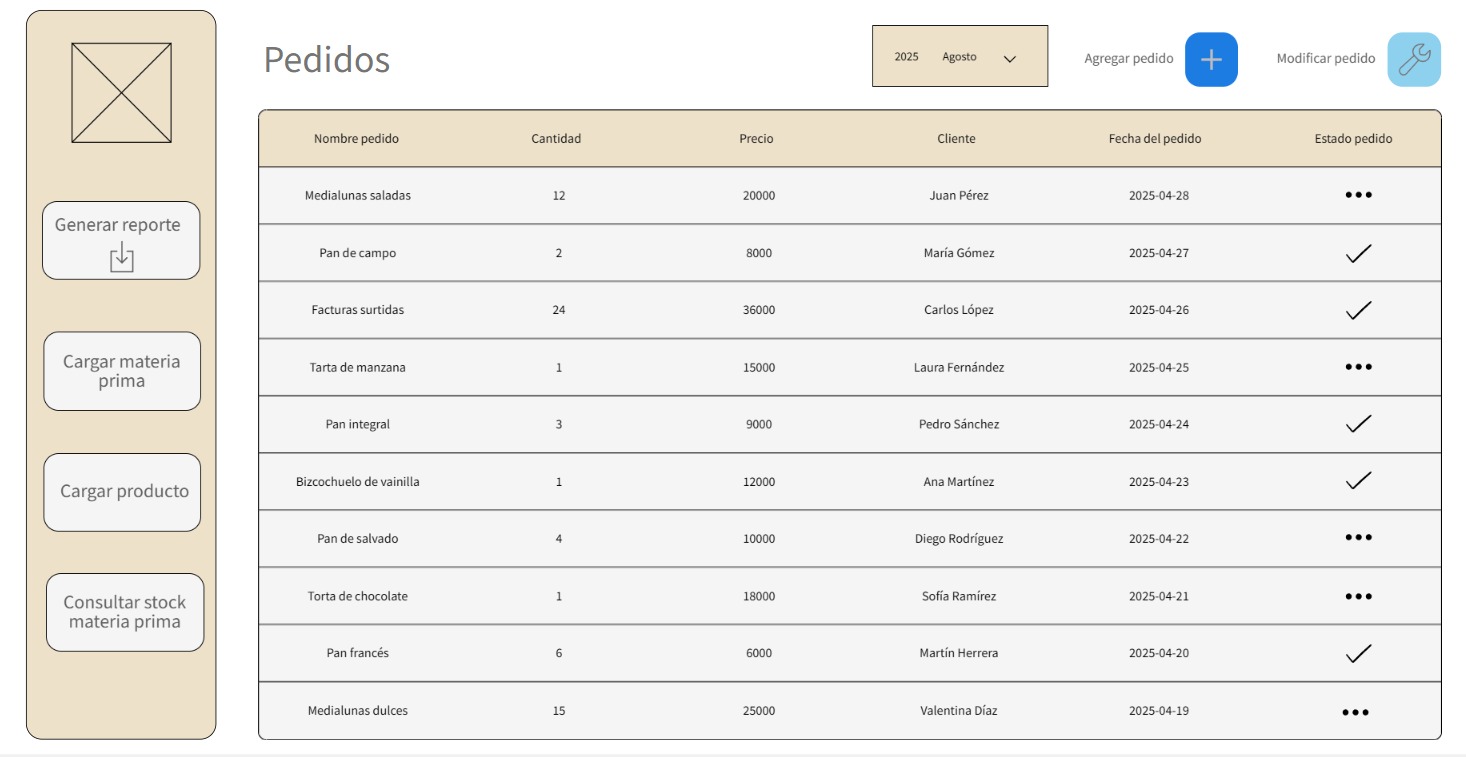 Generar reporte
Cargar materia
prima
Cargar producto
Consultar stock
materia prima
Pedidos
2025 Agosto
Agregar pedido
Modificar pedido
Nombre pedido Cantidad Precio Cliente Fecha del pedido Estado pedido
Medialunas saladas 12 20000 Juan Pérez 2025-04-28
Pan de campo 2 8000 María Gómez 2025-04-27
Facturas surtidas 24 36000 Carlos López 2025-04-26
Tarta de manzana 1 15000 Laura Fernández 2025-04-25
Pan integral 3 9000 Pedro Sánchez 2025-04-24
Bizcochuelo de vainilla 1 12000 Ana Martínez 2025-04-23
Pan de salvado 4 10000 Diego Rodríguez 2025-04-22
Torta de chocolate 1 18000 Sofía Ramírez 2025-04-21
Pan francés 6 6000 Martín Herrera 2025-04-20
Medialunas dulces 15 25000 Valentina Díaz 2025-04-19